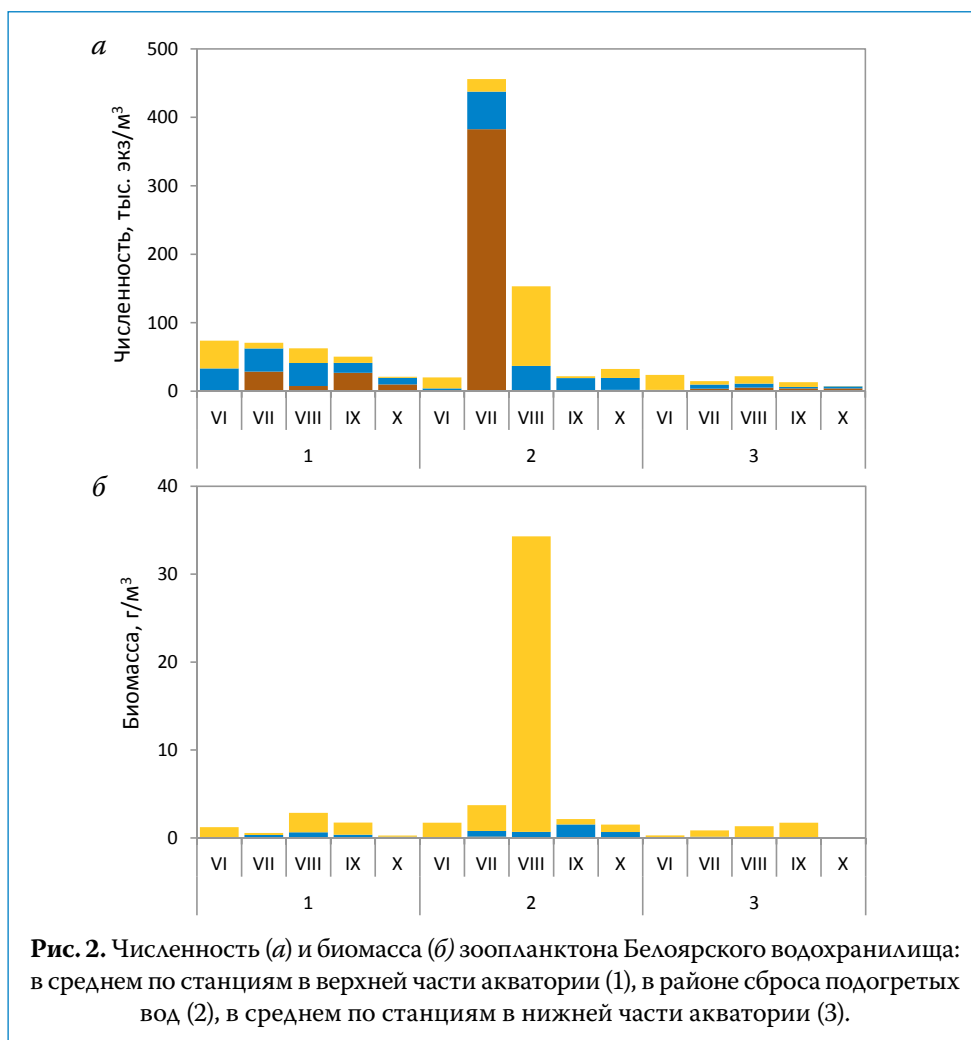 а
Численность, тыс. экз/м³
500
400
300
200
100
0
VI VII VIII IX X VI VII VIII IX X VI VII VIII IX X
1 2 3
б
Биомасса, г/м³
40
30
20
10
0
VI VII VIII IX X VI VII VIII IX X VI VII VIII IX X
1 2 3
Рис. 2. Численность (а) и биомасса (б) зоопланктона Белоярского водохранилища:
в среднем по станциям в верхней части акватории (1), в районе сброса подогретых
вод (2), в среднем по станциям в нижней части акватории (3).